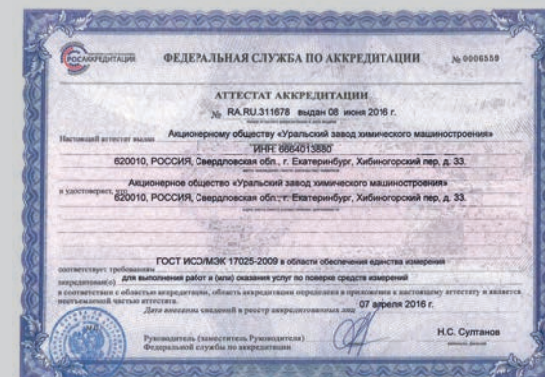 РОСАККРЕДИТАЦИЯ
ФЕДЕРАЛЬНАЯ СЛУЖБА ПО АККРЕДИТАЦИИ
№ 0006559
АТТЕСТАТ АККРЕДИТАЦИИ
№ RA.RU.311678 выдан 08 июня 2016 г.
Настоящий аттестат выдан Акционерному обществу «Уральский завод химического машиностроения»
ИНН 6664013880
620010, РОССИЯ, Свердловская обл., г. Екатеринбург, Хибиногорский пер, д. 33.
и удостоверяет, что Акционерное общество «Уральский завод химического машиностроения»
620010, РОССИЯ, Свердловская обл., г. Екатеринбург, Хибиногорский пер, д. 33.
соответствует требованиям ГОСТ ИСО/МЭК 17025-2009 в области обеспечения единства измерения
аккредитован(о) для выполнения работ и (или) оказания услуг по поверке средств измерений
в соответствии с областью аккредитации, область аккредитации определена в приложении к настоящему аттестату и является
неотъемлемой частью аттестата.
Дата внесения сведений в реестр аккредитованных лиц 07 апреля 2016 г.
Руководитель (заместитель Руководителя)
Федеральной службы по аккредитации
Н.С. Султанов